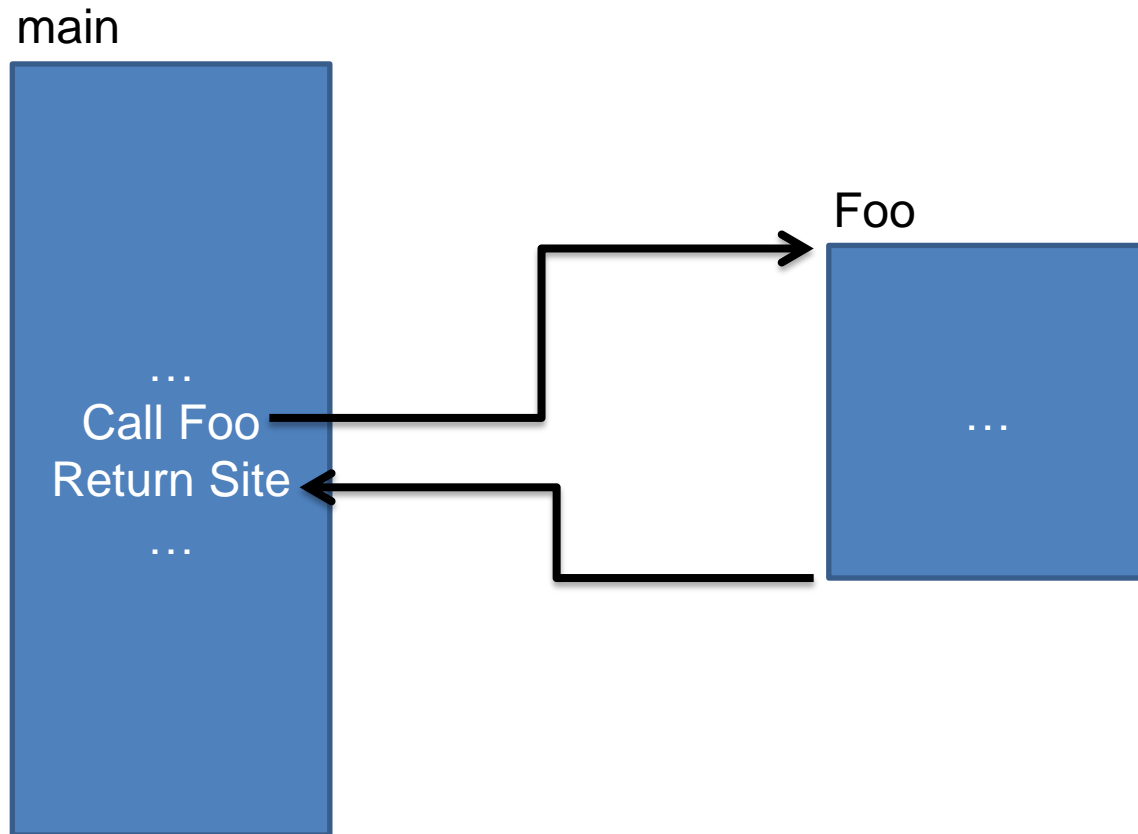 main
Foo
…
Call Foo
Return Site
…
…